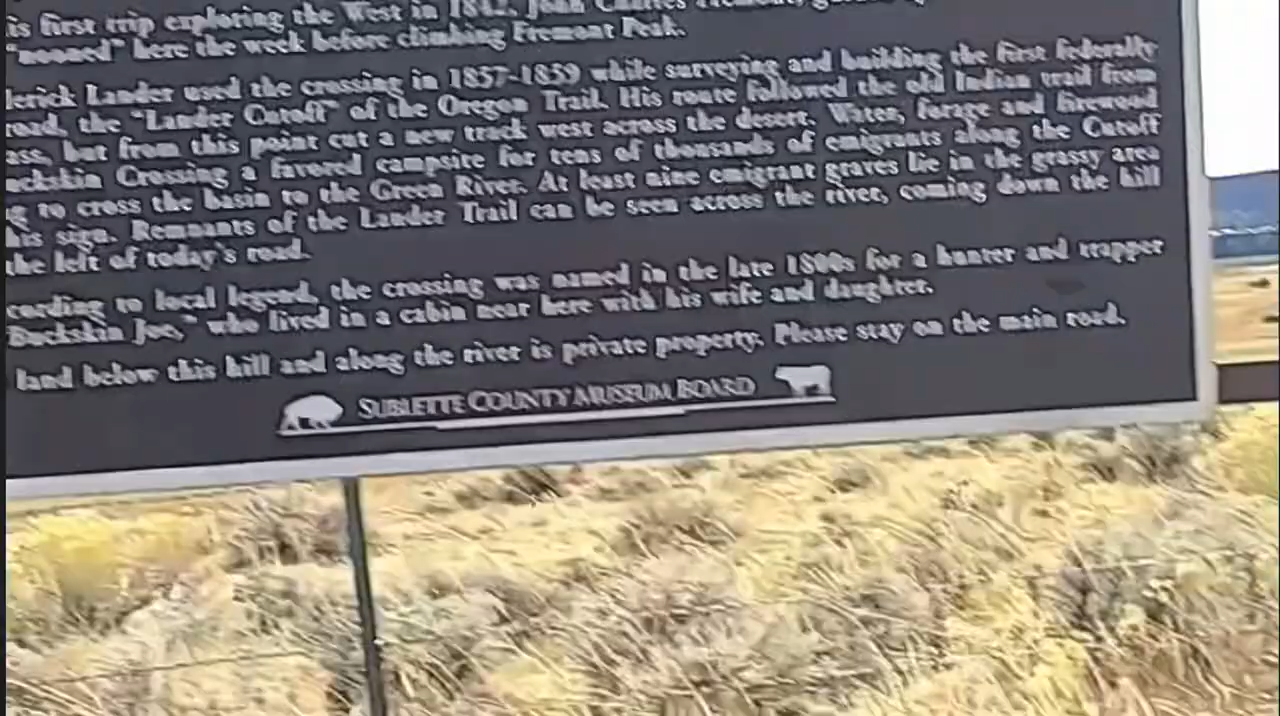 is first trip exploring the West in 1842, John Charles Fremont,
"nooned" here the week before climbing Fremont Peak.
lerick Lander used the crossing in 1857-1859 while surveying and building the first federally
road, the "Lander Cutoff" of the Oregon Trail. His route followed the old Indian trail from
ass, but from this point cut a new track west across the desert. Water, forage and firewood
uckskin Crossing a favored campsite for tens of thousands of emigrants along the Cutoff
g to cross the basin to the Green River. At least nine emigrant graves lie in the grassy area
his sign. Remnants of the Lander Trail can be seen across the river, coming down the hill
the left of today's road.
cording to local legend, the crossing was named in the late 1800s for a hunter and trapper
Buckskin Joe," who lived in a cabin near here with his wife and daughter.
land below this hill and along the river is private property. Please stay on the main road.
SUBLETTE COUNTY MUSEUM BOARD